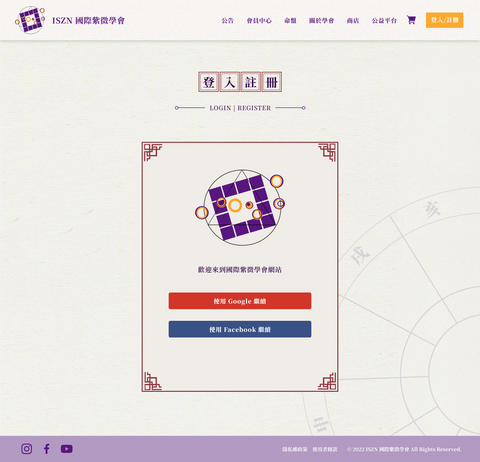 ISZN 國際紫微學會
公告 會員中心 命盤 關於學會 商店 公益平台 登入/註冊
登入註冊
LOGIN | REGISTER
亥
戌
歡迎來到國際紫微學會網站
使用 Google 繼續
使用 Facebook 繼續
隱私權政策 使用者條款 © 2022 ISZN 國際紫微學會 All Rights Reserved.